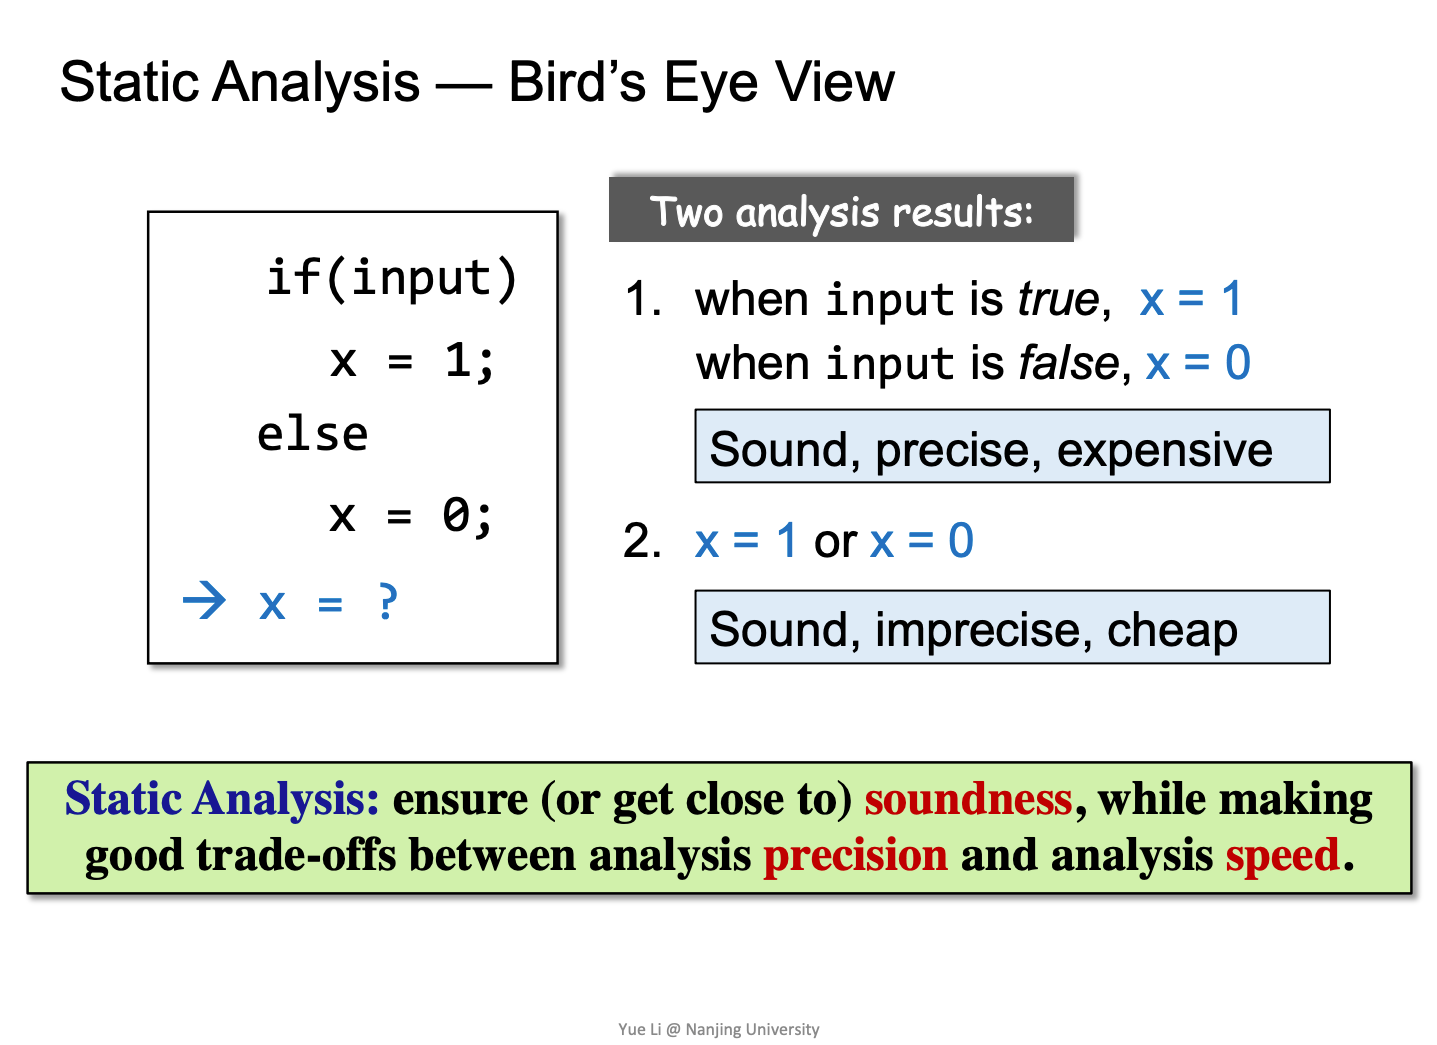 Static Analysis — Bird’s Eye View
if(input)
x = 1;
else
x = 0;
→ x = ?
Two analysis results:
1. when input is true, x = 1
when input is false, x = 0
Sound, precise, expensive
2. x = 1 or x = 0
Sound, imprecise, cheap
Static Analysis: ensure (or get close to) soundness, while making
good trade-offs between analysis precision and analysis speed.
Yue Li @ Nanjing University